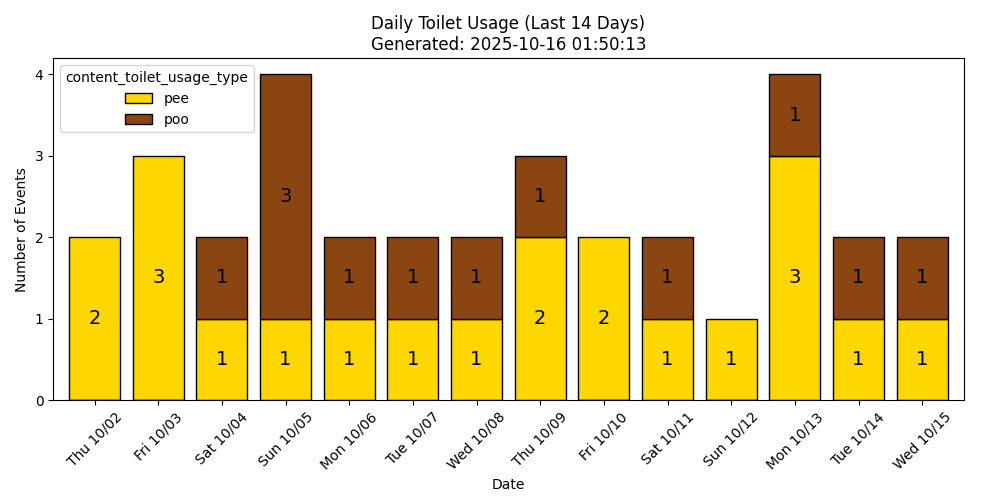 Daily Toilet Usage (Last 14 Days)
Generated: 2025-10-16 01:50:13
content_toilet_usage_type
pee
poo
Number of Events
4
3
2
1
0
2
3
1
1
3
1
1
1
1
1
1
1
1
2
2
1
1
1
1
3
1
1
1
1
Thu 10/02
Fri 10/03
Sat 10/04
Sun 10/05
Mon 10/06
Tue 10/07
Wed 10/08
Thu 10/09
Fri 10/10
Sat 10/11
Sun 10/12
Mon 10/13
Tue 10/14
Wed 10/15
Date